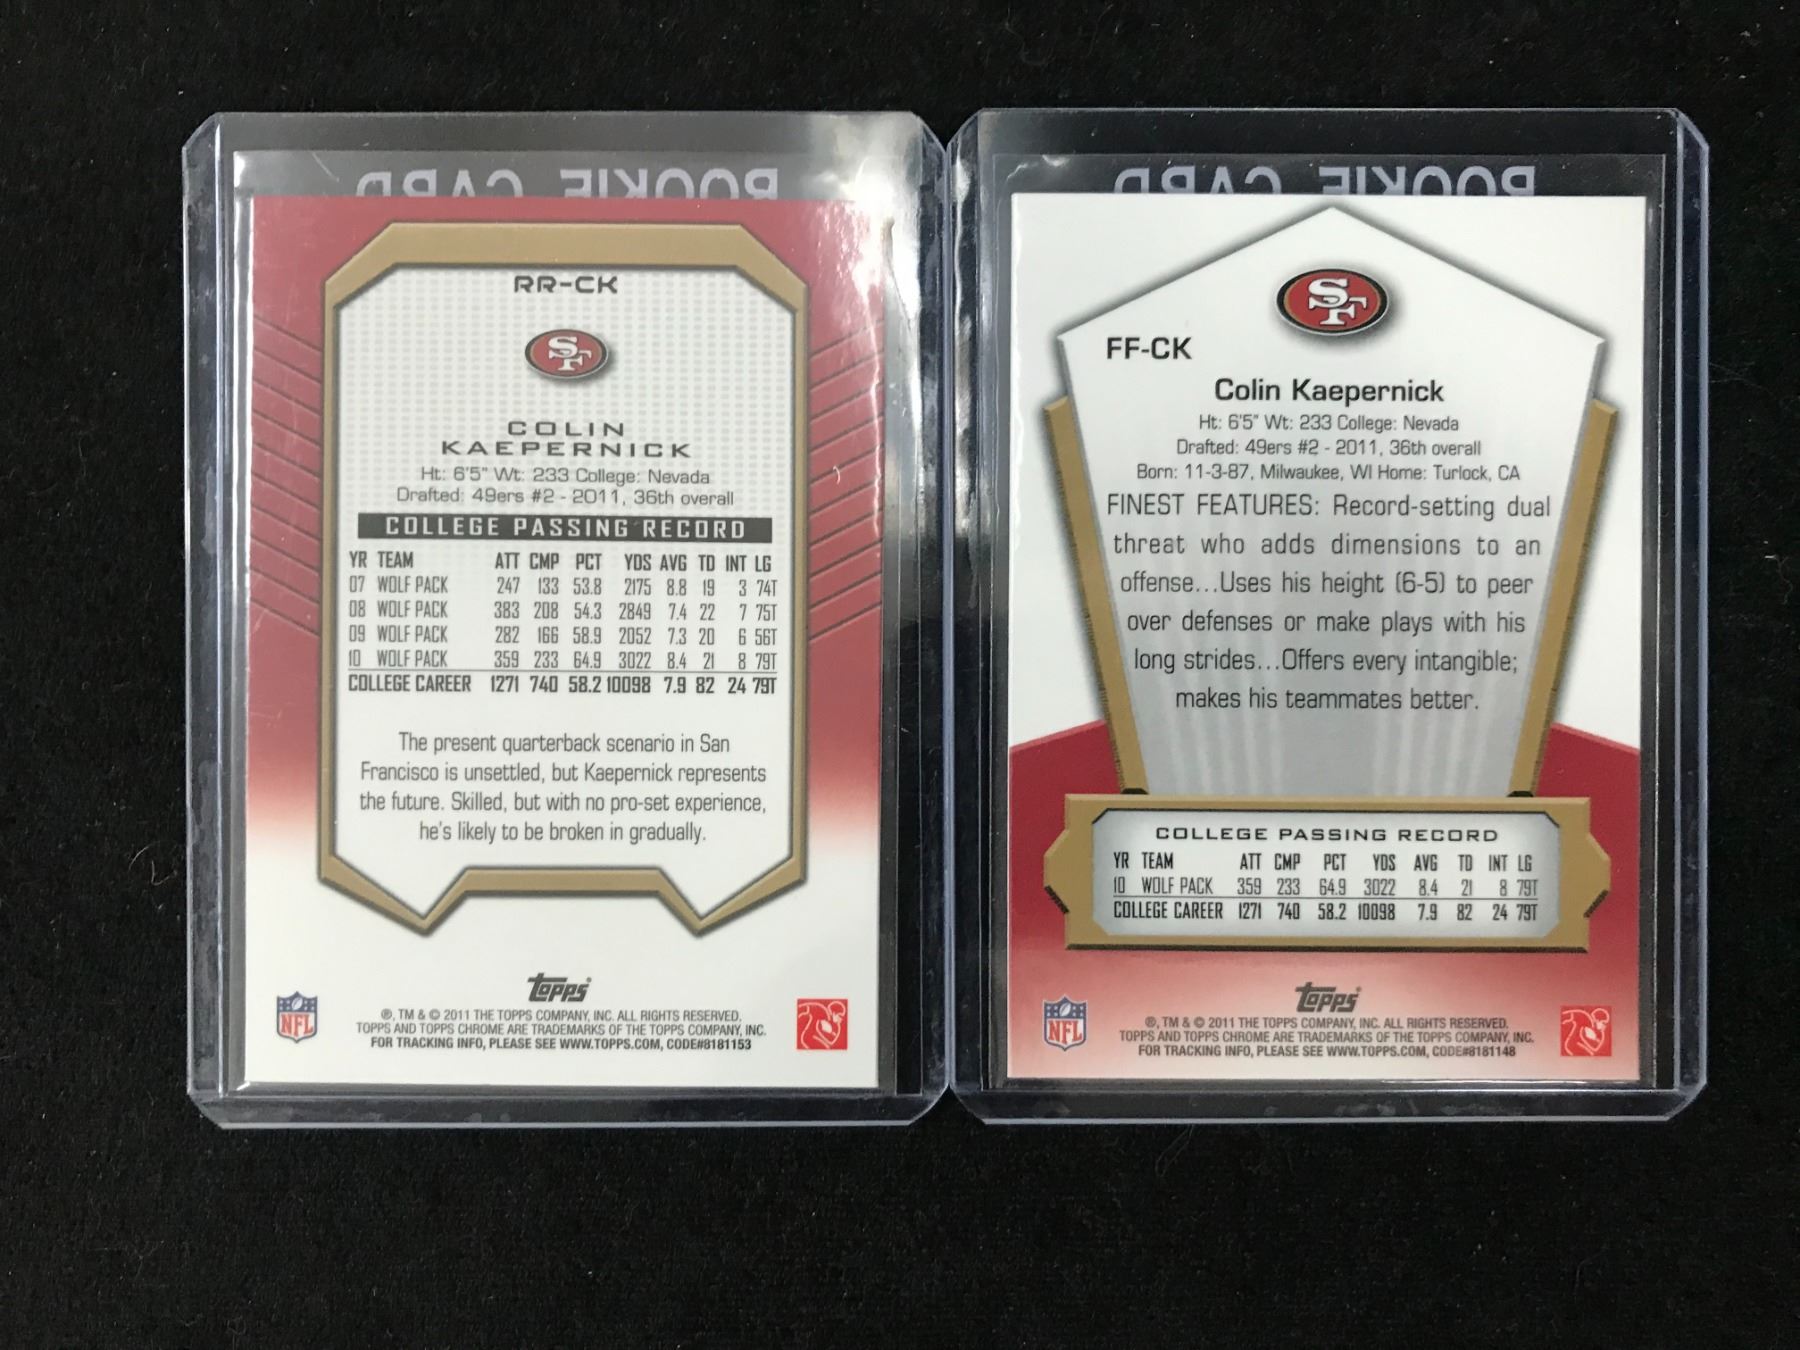 ROOKIE CARD
RR-CK
SF
COLIN
KAEPERNICK
Ht: 6'5" Wt: 233 College: Nevada
Drafted: 49ers #2 - 2011, 36th overall
COLLEGE PASSING RECORD
YR TEAM ATT CMP PCT YDS AVG TD INT LG
07 WOLF PACK 247 133 53.8 2175 8.8 19 3 74T
08 WOLF PACK 383 208 54.3 2849 7.4 22 7 75T
09 WOLF PACK 282 166 58.9 2052 7.3 20 6 56T
10 WOLF PACK 359 233 64.9 3022 8.4 21 8 79T
COLLEGE CAREER 1271 740 58.2 10098 7.9 82 24 79T
The present quarterback scenario in San
Francisco is unsettled, but Kaepernick represents
the future. Skilled, but with no pro-set experience,
he's likely to be broken in gradually.
Topps®
NFL
®, TM & © 2011 THE TOPPS COMPANY, INC. ALL RIGHTS RESERVED.
TOPPS AND TOPPS CHROME ARE TRADEMARKS OF THE TOPPS COMPANY, INC.
FOR TRACKING INFO, PLEASE SEE WWW.TOPPS.COM, CODE#8181153
ROOKIE CARD
SF
FF-CK
Colin Kaepernick
Ht: 6'5" Wt: 233 College: Nevada
Drafted: 49ers #2 - 2011, 36th overall
Born: 11-3-87, Milwaukee, WI Home: Turlock, CA
FINEST FEATURES: Record-setting dual
threat who adds dimensions to an
offense...Uses his height (6-5) to peer
over defenses or make plays with his
long strides...Offers every intangible;
makes his teammates better.
COLLEGE PASSING RECORD
YR TEAM ATT CMP PCT YDS AVG TD INT LG
10 WOLF PACK 359 233 64.9 3022 8.4 21 8 79T
COLLEGE CAREER 1271 740 58.2 10098 7.9 82 24 79T
Topps®
NFL
®, TM & © 2011 THE TOPPS COMPANY, INC. ALL RIGHTS RESERVED.
TOPPS AND TOPPS CHROME ARE TRADEMARKS OF THE TOPPS COMPANY, INC.
FOR TRACKING INFO, PLEASE SEE WWW.TOPPS.COM, CODE#8181148